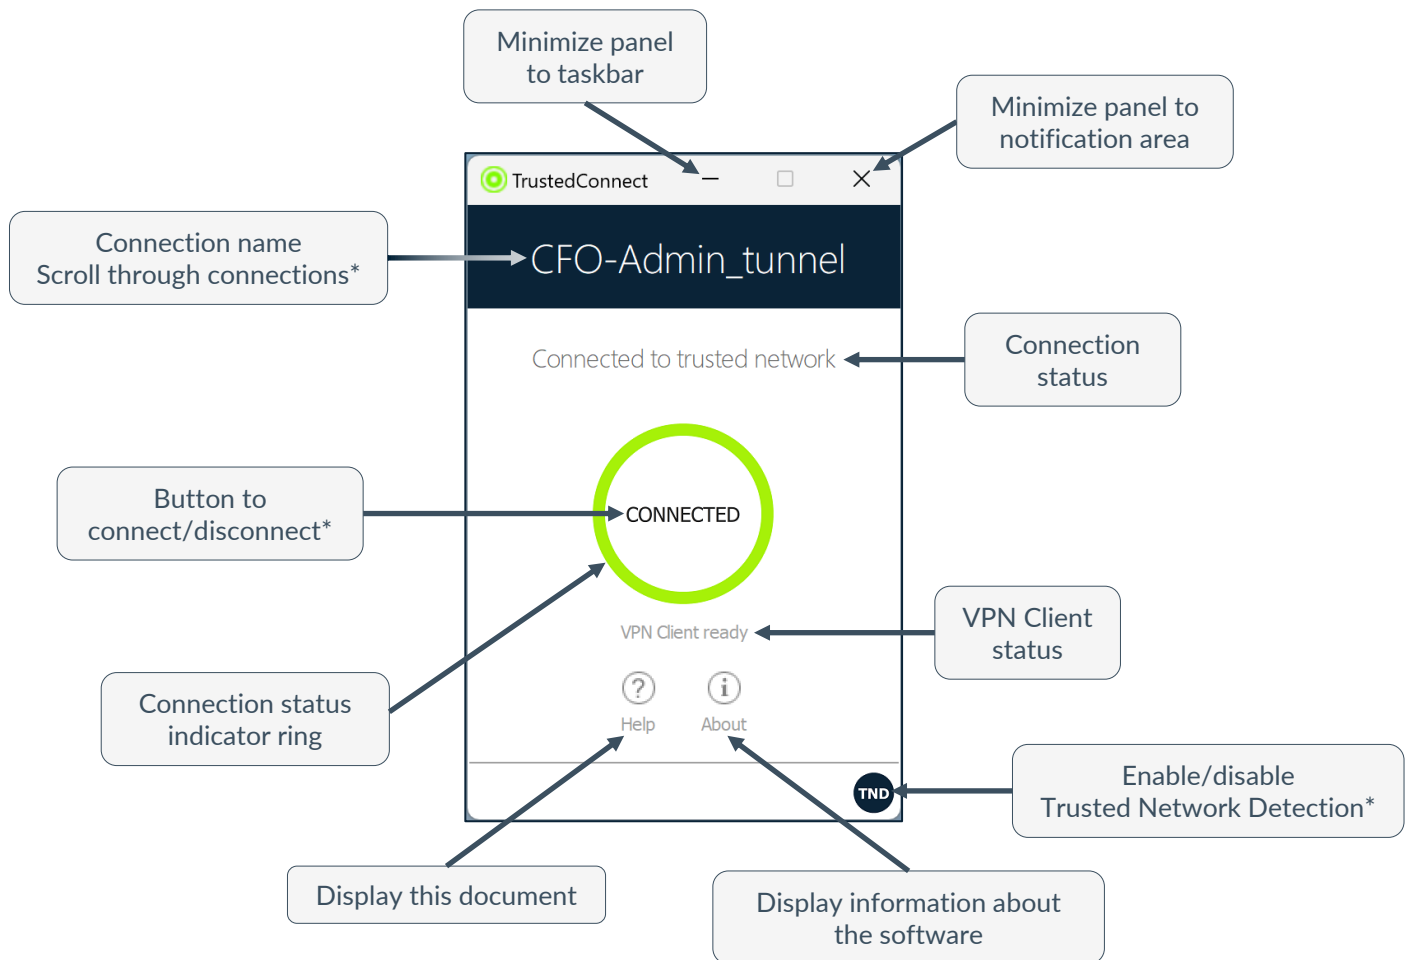 Minimize panel
to taskbar
Minimize panel to
notification area
TrustedConnect
Connection name
Scroll through connections*
CFO-Admin_tunnel
Connected to trusted network
Connection
status
Button to
connect/disconnect*
CONNECTED
VPN Client ready
VPN Client
status
Connection status
indicator ring
?
i
Help
About
TND
Enable/disable
Trusted Network Detection*
Display this document
Display information about
the software